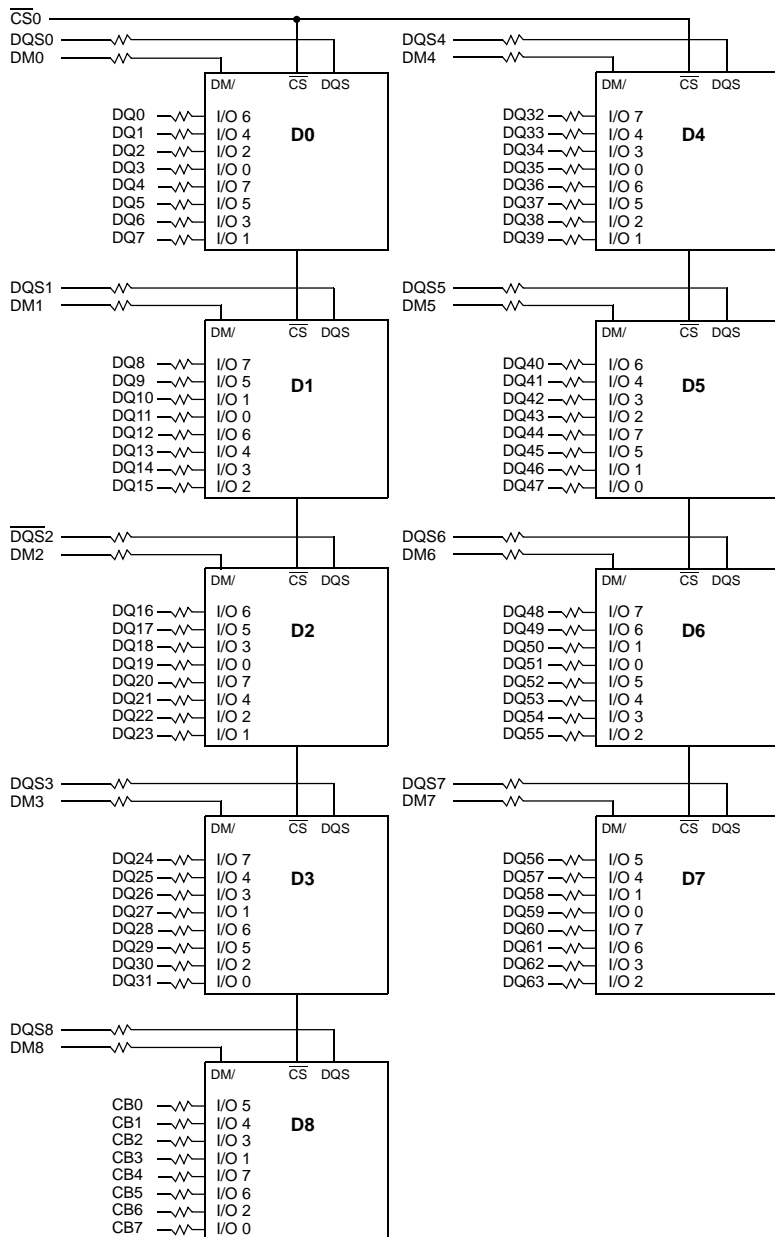 CS0
DQS0
DM0
DM/ CS DQS
D0
DQ0 I/O 6
DQ1 I/O 4
DQ2 I/O 2
DQ3 I/O 0
DQ4 I/O 7
DQ5 I/O 5
DQ6 I/O 3
DQ7 I/O 1
DQS1
DM1
DM/ CS DQS
D1
DQ8 I/O 7
DQ9 I/O 5
DQ10 I/O 1
DQ11 I/O 0
DQ12 I/O 6
DQ13 I/O 4
DQ14 I/O 3
DQ15 I/O 2
DQS2
DM2
DM/ CS DQS
D2
DQ16 I/O 6
DQ17 I/O 5
DQ18 I/O 3
DQ19 I/O 0
DQ20 I/O 7
DQ21 I/O 4
DQ22 I/O 2
DQ23 I/O 1
DQS3
DM3
DM/ CS DQS
D3
DQ24 I/O 7
DQ25 I/O 4
DQ26 I/O 3
DQ27 I/O 1
DQ28 I/O 6
DQ29 I/O 5
DQ30 I/O 2
DQ31 I/O 0
DQS8
DM8
DM/ CS DQS
D8
CB0 I/O 5
CB1 I/O 4
CB2 I/O 3
CB3 I/O 1
CB4 I/O 7
CB5 I/O 6
CB6 I/O 2
CB7 I/O 0
DQS4
DM4
DM/ CS DQS
D4
DQ32 I/O 7
DQ33 I/O 4
DQ34 I/O 3
DQ35 I/O 0
DQ36 I/O 6
DQ37 I/O 5
DQ38 I/O 2
DQ39 I/O 1
DQS5
DM5
DM/ CS DQS
D5
DQ40 I/O 6
DQ41 I/O 4
DQ42 I/O 3
DQ43 I/O 2
DQ44 I/O 7
DQ45 I/O 5
DQ46 I/O 1
DQ47 I/O 0
DQS6
DM6
DM/ CS DQS
D6
DQ48 I/O 7
DQ49 I/O 6
DQ50 I/O 1
DQ51 I/O 0
DQ52 I/O 5
DQ53 I/O 4
DQ54 I/O 3
DQ55 I/O 2
DQS7
DM7
DM/ CS DQS
D7
DQ56 I/O 5
DQ57 I/O 4
DQ58 I/O 1
DQ59 I/O 0
DQ60 I/O 7
DQ61 I/O 6
DQ62 I/O 3
DQ63 I/O 2